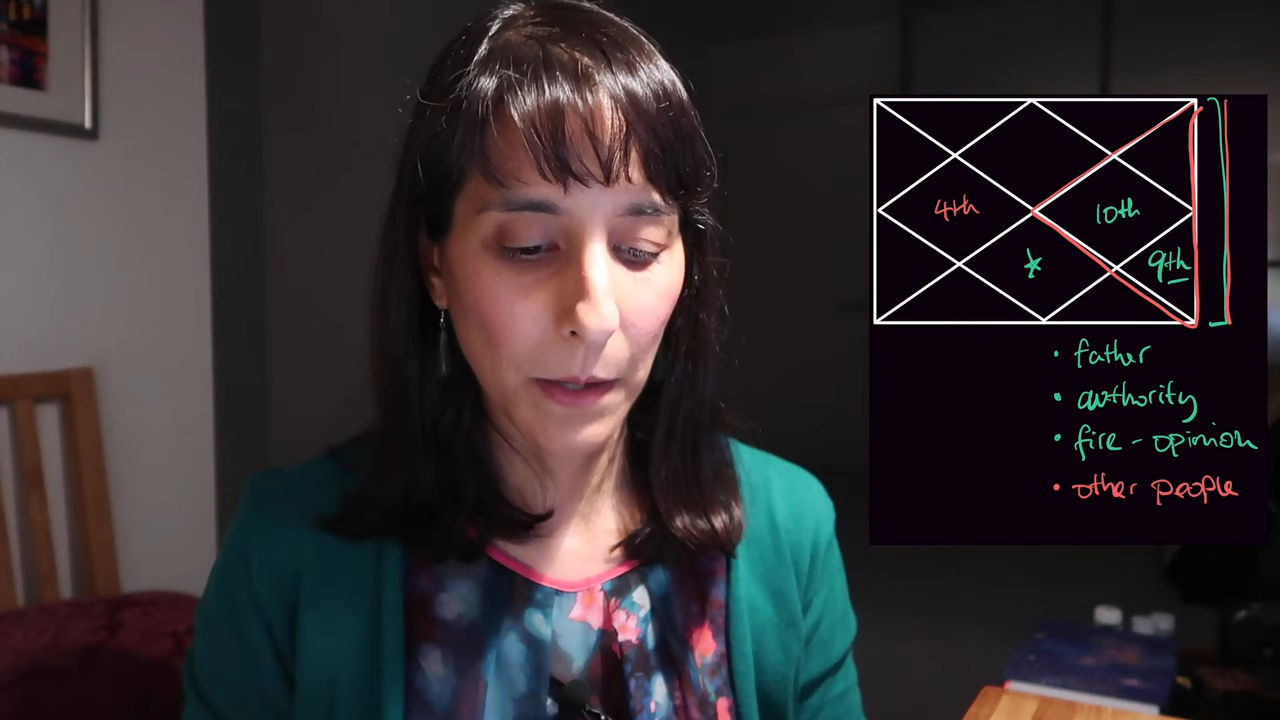 4th
10th
9th
• father
• authority
• fire - opinion
• other people